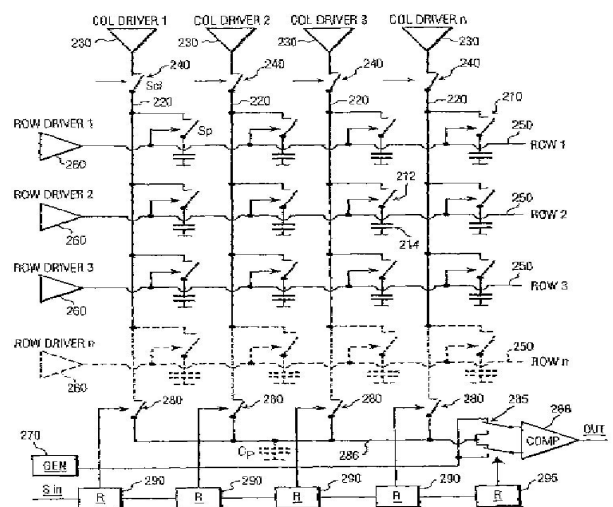 COL DRIVER 1 COL DRIVER 2 COL DRIVER 3 COL DRIVER n
230 230 230 230
240 240 240 240
Scl
220 220 220 220 210
ROW DRIVER 1 Sp 250
ROW 1
260
ROW DRIVER 2 212 250
ROW 2
260 214
ROW DRIVER 3 250
ROW 3
260
ROW DRIVER n 250
ROW n
260
280 280 280 280 285
270 288 OUT
COMP
GEN CP 286
S in 290 290 290 290 295
R R R R R